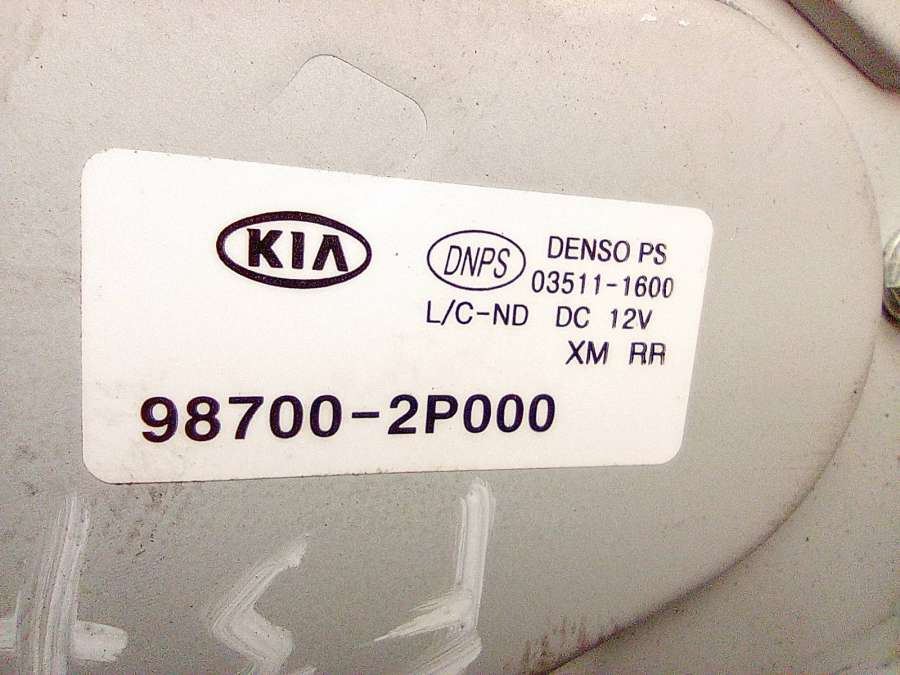 KIA
DNPS
DENSO PS
03511-1600
L/C-ND DC 12V
XM RR
98700-2P000